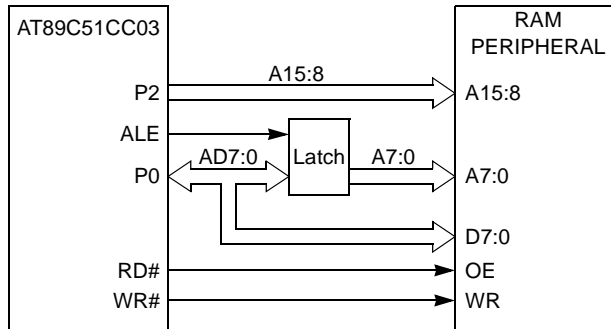 AT89C51CC03
RAM
PERIPHERAL
P2
A15:8
A15:8
ALE
P0
AD7:0
Latch
A7:0
A7:0
D7:0
RD#
OE
WR#
WR